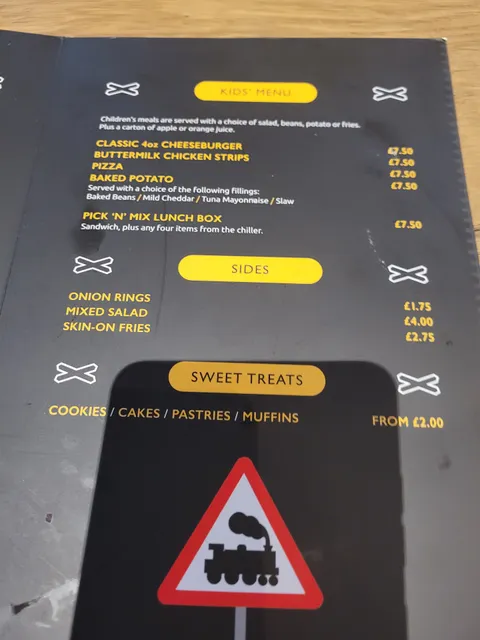 KIDS' MENU
Children's meals are served with a choice of salad, beans, potato or fries.
Plus a carton of apple or orange juice.
CLASSIC 4oz CHEESEBURGER £7.50
BUTTERMILK CHICKEN STRIPS £7.50
PIZZA £7.50
BAKED POTATO £7.50
Served with a choice of the following fillings:
Baked Beans / Mild Cheddar / Tuna Mayonnaise / Slaw
PICK 'N' MIX LUNCH BOX £7.50
Sandwich, plus any four items from the chiller.
SIDES
ONION RINGS £1.75
MIXED SALAD £4.00
SKIN-ON FRIES £2.75
SWEET TREATS
COOKIES / CAKES / PASTRIES / MUFFINS FROM £2.00